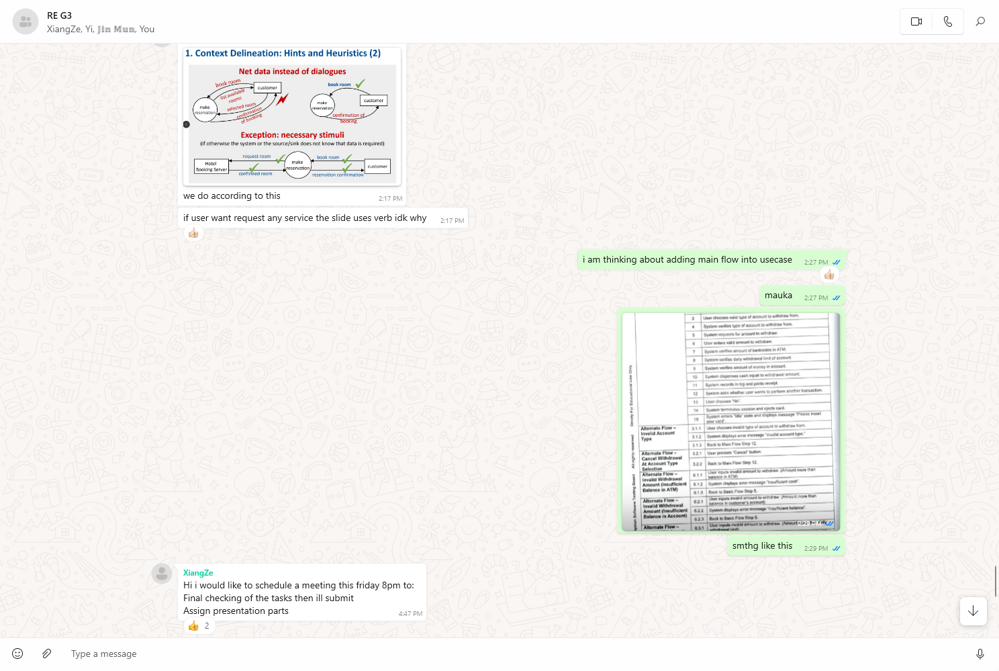 RE G3
XiangZe, Yi, 𝕁𝕚𝕞 𝕄𝕦𝕞, You
1. Context Delineation: Hints and Heuristics (2)
Net data instead of dialogues
book room
list available
rooms
selected room
confirmation
of booking
make
reservation
customer
book room
make
reservation
customer
confirmation of
booking
Exception: necessary stimuli
(if otherwise the system or the source/sink does not know that data is required)
Hotel
Booking Server
request room
confirmed room
make
reservation
book room
reservation confirmation
customer
we do according to this
2:17 PM
if user want request any service the slide uses verb idk why
2:17 PM
i am thinking about adding main flow into usecase
2:27 PM
mauka
2:27 PM
Strictly For Educational Use Only
All rights reserved
Software Testing Board
3 User chooses valid type of account to withdraw from.
4 System verifies type of account to withdraw from.
5 System requests for amount to withdraw
6 User enters valid amount to withdraw.
7 System verifies amount of banknotes in ATM.
8 System verifies daily withdrawal limit of account.
9 System verifies amount of money in account.
10 System dispenses cash equal to withdrawal amount.
11 System records in log and prints receipt.
12 System asks whether user wants to perform another transaction.
13 User chooses "No".
14 System terminates session and ejects card.
15 System enters "Idle" state and displays message "Please insert
your card".
Alternate Flow –
Invalid Account
Type
3.1.1 User chooses invalid type of account to withdraw from.
3.1.2 System displays error message "Invalid account type."
3.1.3 Back to Main Flow Step 12.
Alternate Flow –
Cancel Withdrawal
At Account Type
Selection
3.2.1 User presses "Cancel" button.
3.2.2 Back to Main Flow Step 12.
Alternate Flow –
Invalid Withdrawal
Amount (Insufficient
Balance in ATM)
6.1.1 User inputs invalid amount to withdraw. (Amount more than
balance in ATM)
6.1.2 System displays error message "Insufficient cash".
6.1.3 Back to Basic Flow Step 5.
Alternate Flow –
Invalid Withdrawal
Amount (Insufficient
Balance in Account)
6.2.1 User inputs invalid amount to withdraw. (Amount more than
balance in customer's account)
6.2.2 System displays error message "Insufficient balance".
6.2.3 Back to Basic Flow Step 5.
Alternate Flow –
6.3.1 User inputs invalid amount to withdraw. (Amount
2:29 PM
smthg like this
2:29 PM
XiangZe
Hi i would like to schedule a meeting this friday 8pm to:
Final checking of the tasks then ill submit
Assign presentation parts
4:47 PM
2
Type a message